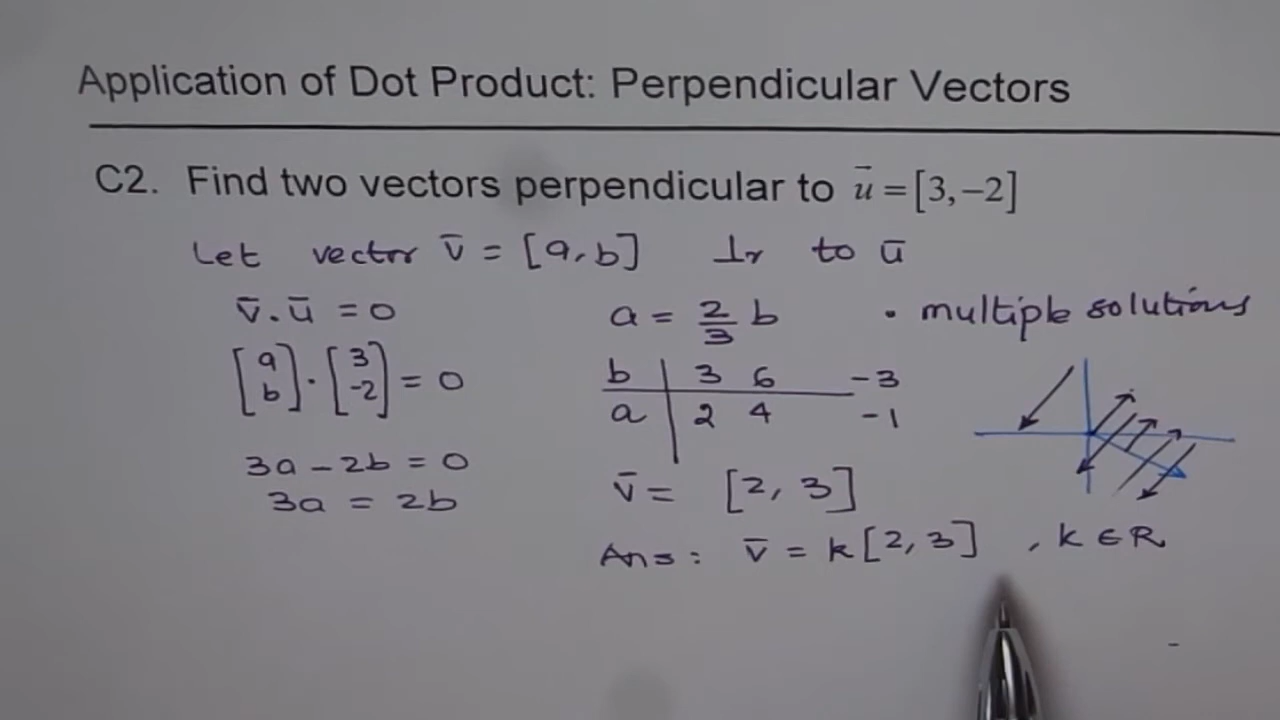 Application of Dot Product: Perpendicular Vectors
C2. Find two vectors perpendicular to u⃗ = [3, −2]
Let vector v̄ = [a, b] ⊥r to ū
v̄ . ū = 0
[a b] · [3 -2] = 0
3a − 2b = 0
3a = 2b
a = 2/3 b
b | 3 6 −3
a | 2 4 −1
v̄ = [2, 3]
Ans: v̄ = k[2, 3] , k ∈ R
• multiple solutions